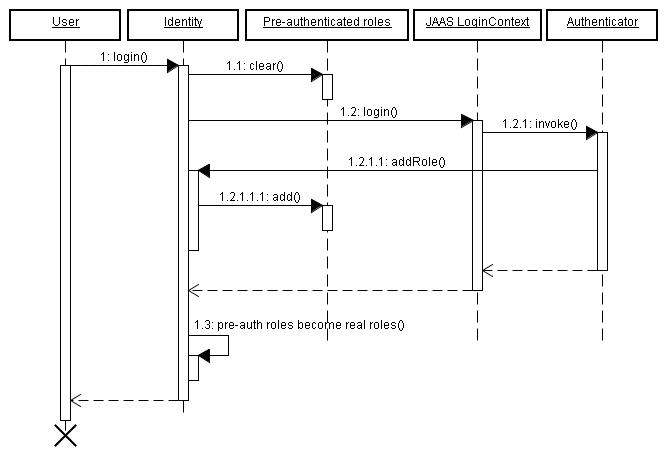 User
Identity
Pre-authenticated roles
JAAS LoginContext
Authenticator
1: login()
1.1: clear()
1.2: login()
1.2.1: invoke()
1.2.1.1: addRole()
1.2.1.1.1: add()
1.3: pre-auth roles become real roles()